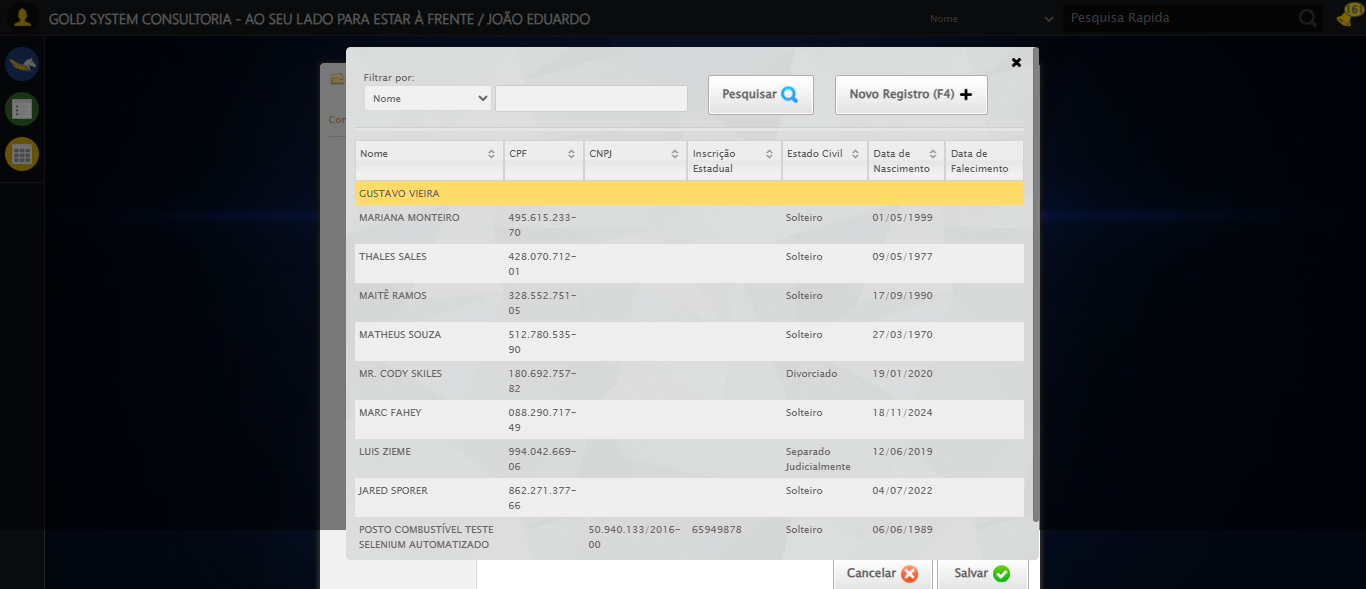 GOLD SYSTEM CONSULTORIA - AO SEU LADO PARA ESTAR À FRENTE / JOÃO EDUARDO
Nome
Pesquisa Rapida
161
Filtrar por:
Nome
Pesquisar
Novo Registro (F4)
Con
Nome
CPF
CNPJ
Inscrição
Estadual
Estado Civil
Data de
Nascimento
Data de
Falecimento
GUSTAVO VIEIRA
MARIANA MONTEIRO 495.615.233-
70 Solteiro 01/05/1999
THALES SALES 428.070.712-
01 Solteiro 09/05/1977
MAITÊ RAMOS 328.552.751-
05 Solteiro 17/09/1990
MATHEUS SOUZA 512.780.535-
90 Solteiro 27/03/1970
MR. CODY SKILES 180.692.757-
82 Divorciado 19/01/2020
MARC FAHEY 088.290.717-
49 Solteiro 18/11/2024
LUIS ZIEME 994.042.669-
06 Separado
Judicialmente 12/06/2019
JARED SPORER 862.271.377-
66 Solteiro 04/07/2022
POSTO COMBUSTÍVEL TESTE
SELENIUM AUTOMATIZADO 50.940.133/2016-
00 65949878 Solteiro 06/06/1989
Cancelar
Salvar